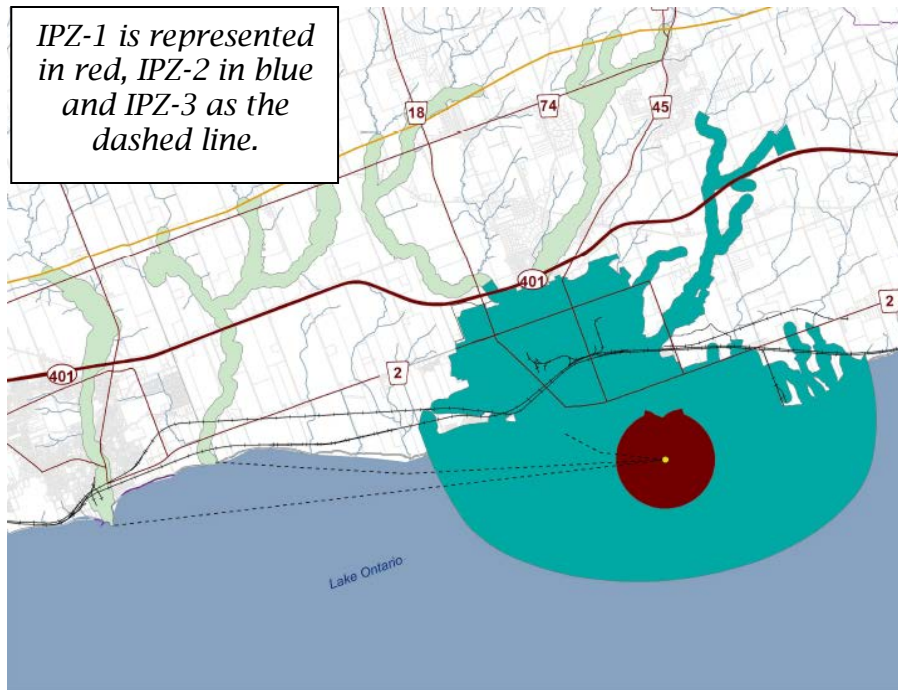 IPZ-1 is represented
in red, IPZ-2 in blue
and IPZ-3 as the
dashed line.
18
74
45
401
2
401
2
Lake Ontario